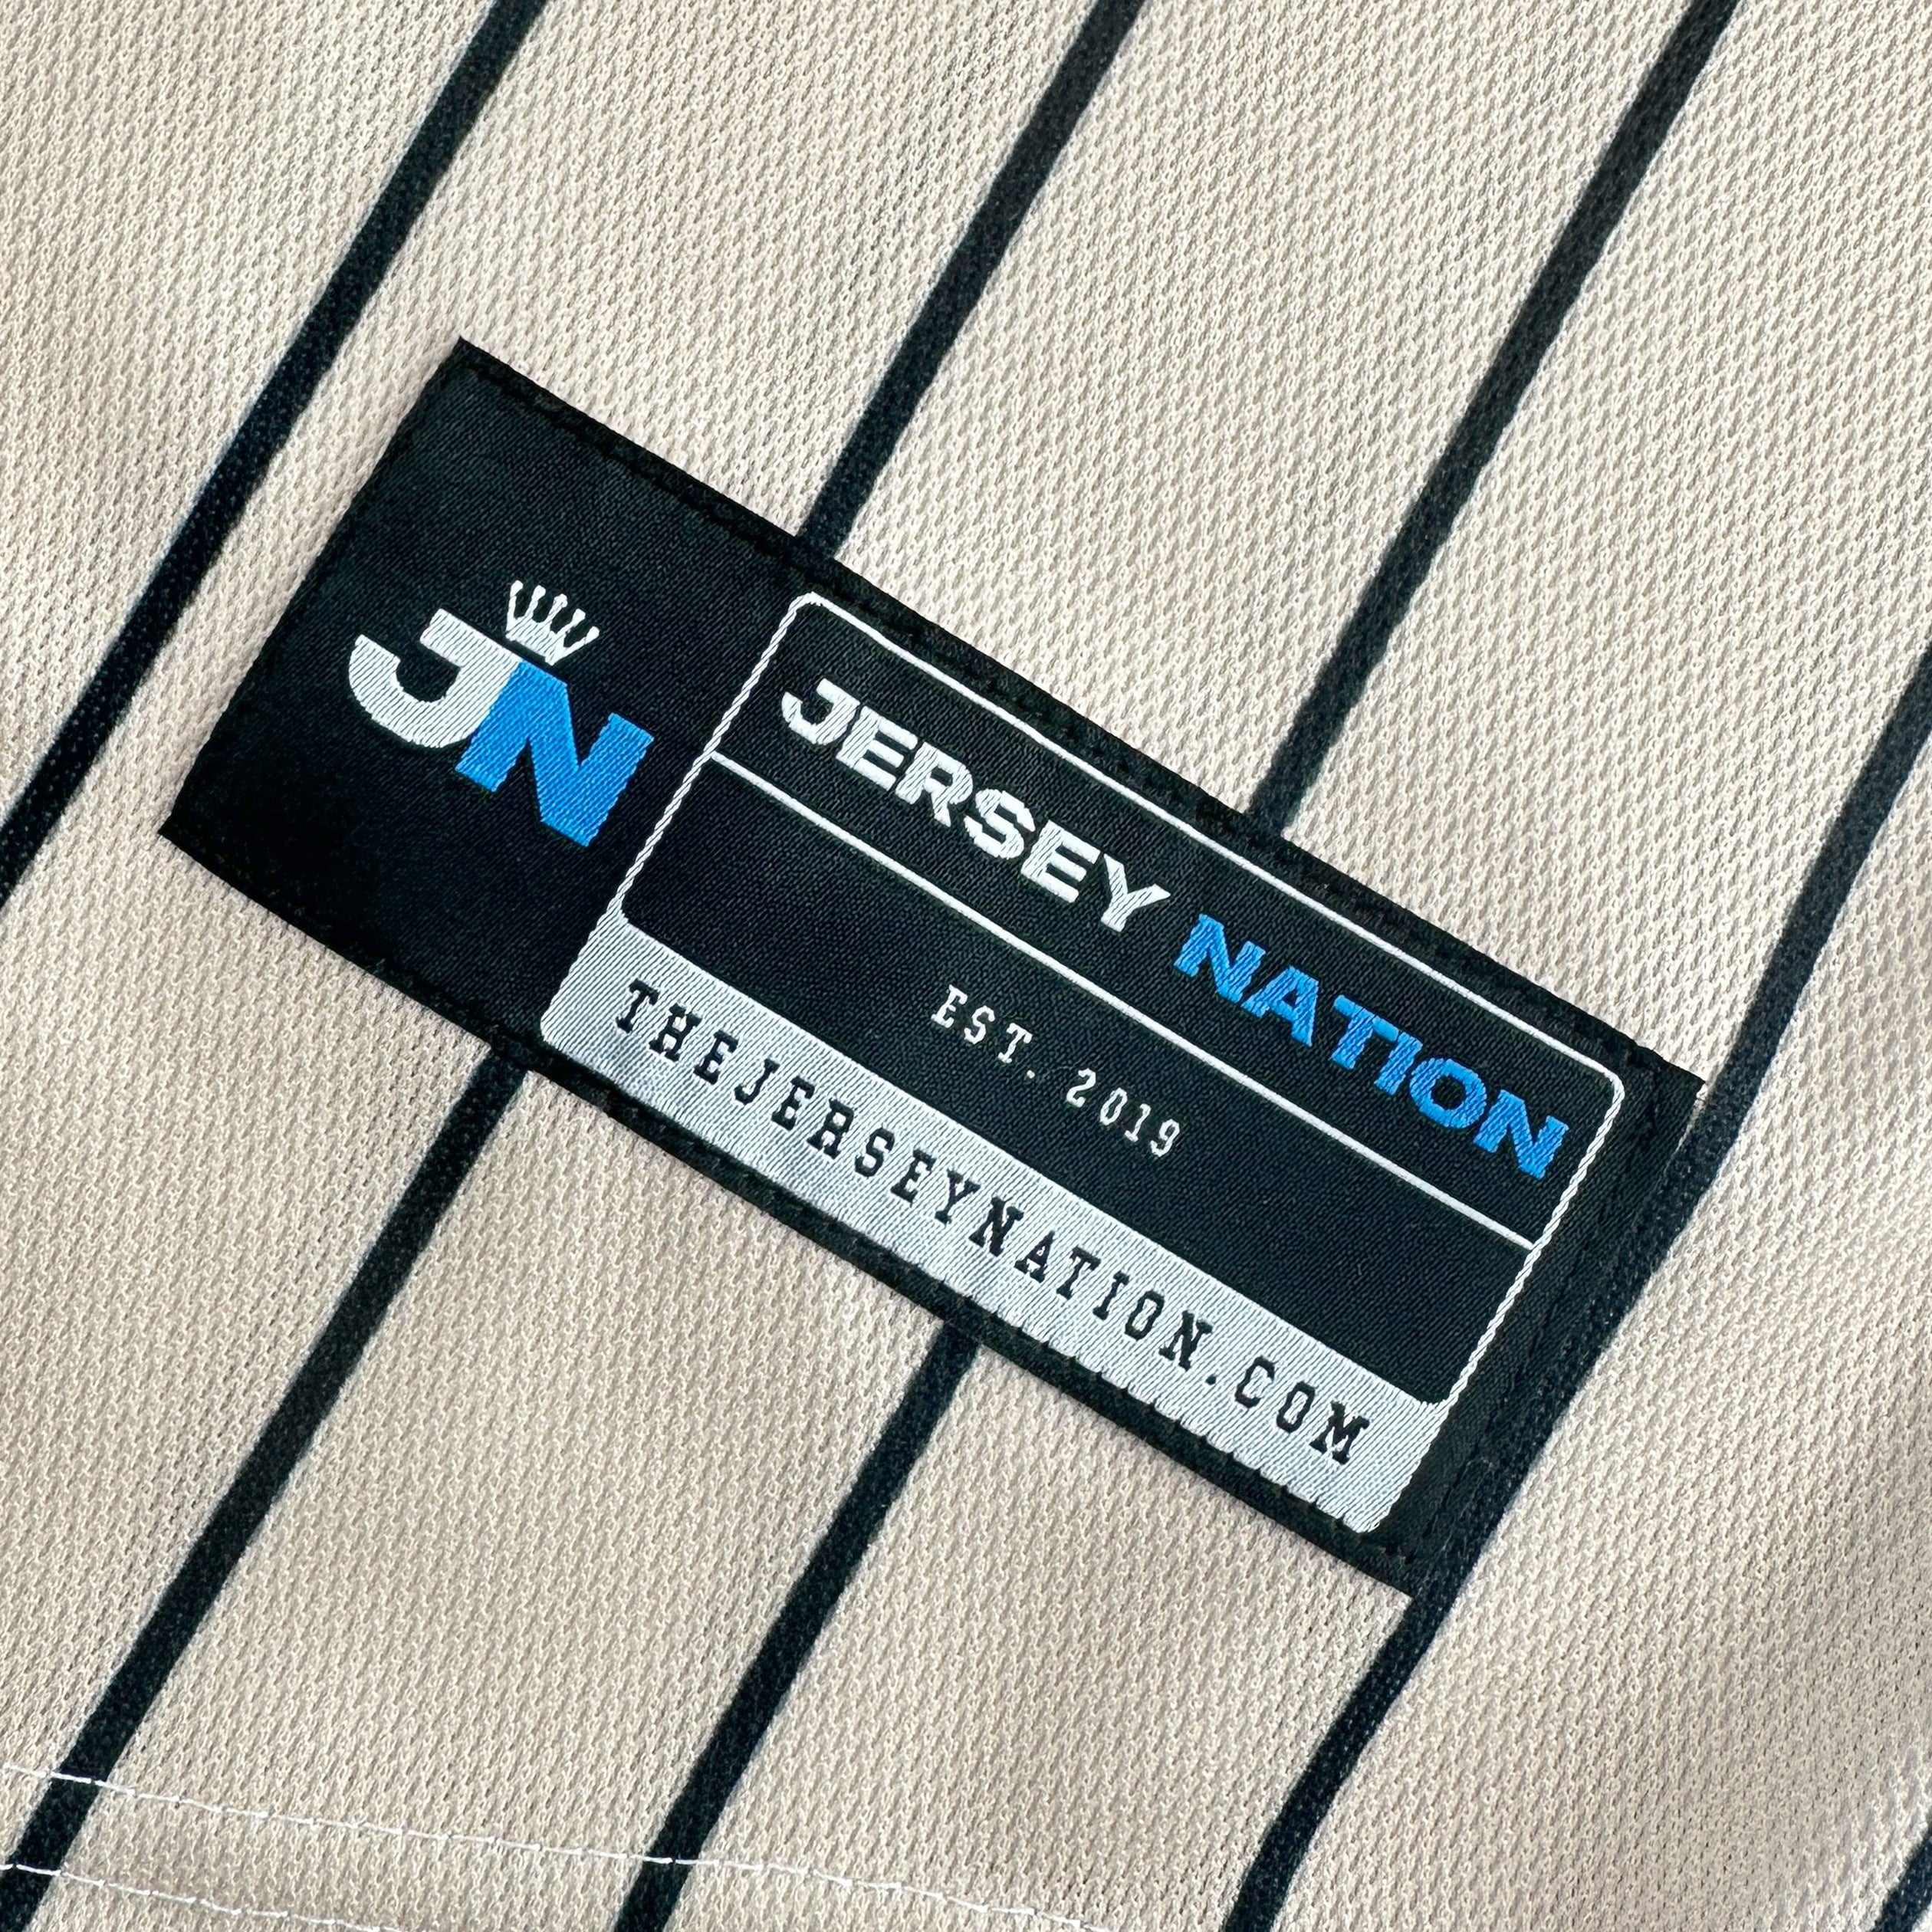 JN
JERSEY NATION
EST. 2019
THEJERSEYNATION.COM